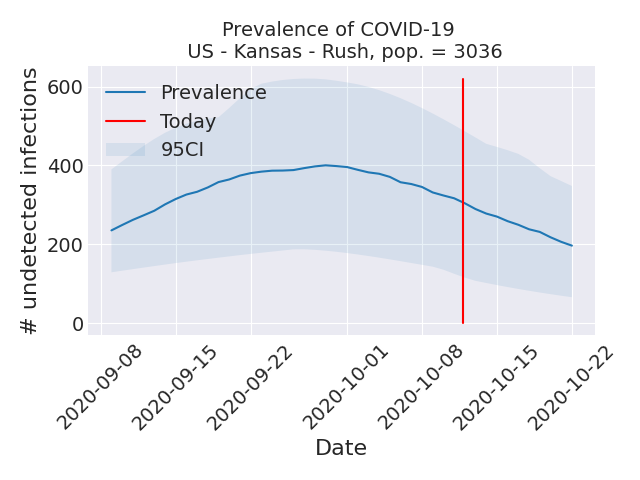 Prevalence of COVID-19
US - Kansas - Rush, pop. = 3036
# undetected infections
600
400
200
0
Prevalence
Today
95CI
2020-09-08
2020-09-15
2020-09-22
2020-10-01
2020-10-08
2020-10-15
2020-10-22
Date